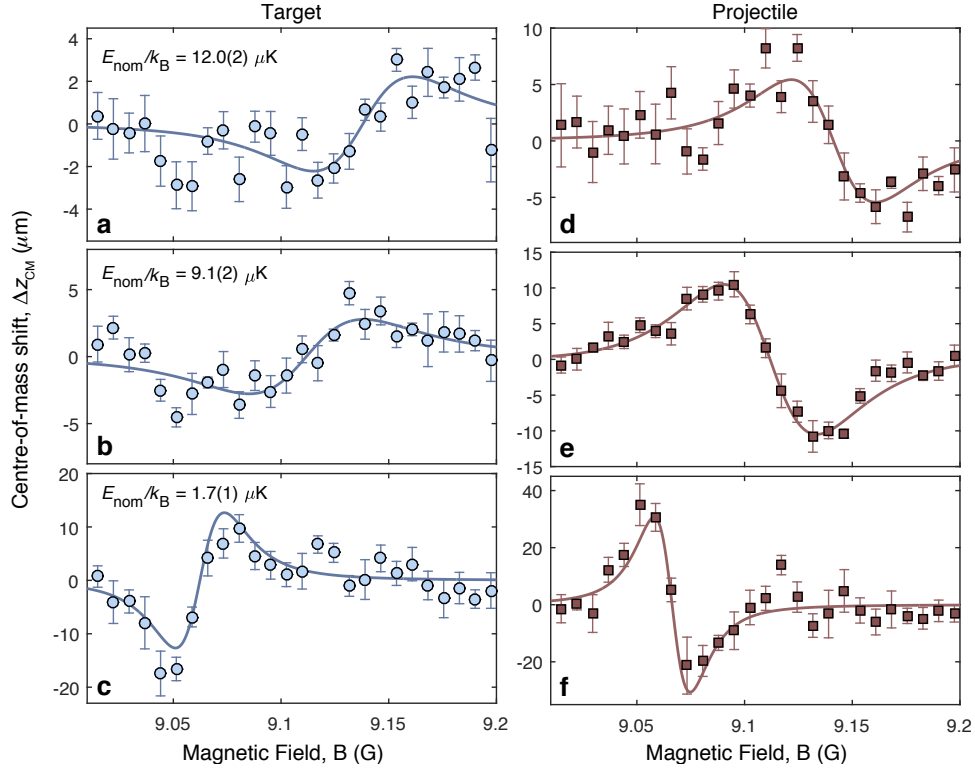 Target
Projectile
Centre-of-mass shift, Δz_CM (μm)
E_nom/k_B = 12.0(2) μK
4
2
0
-2
-4
a
10
5
0
-5
d
E_nom/k_B = 9.1(2) μK
5
0
-5
b
15
10
5
0
-5
-10
-15
e
E_nom/k_B = 1.7(1) μK
20
10
0
-10
-20
c
40
20
0
-20
f
9.05
9.1
9.15
9.2
9.05
9.1
9.15
9.2
Magnetic Field, B (G)
Magnetic Field, B (G)